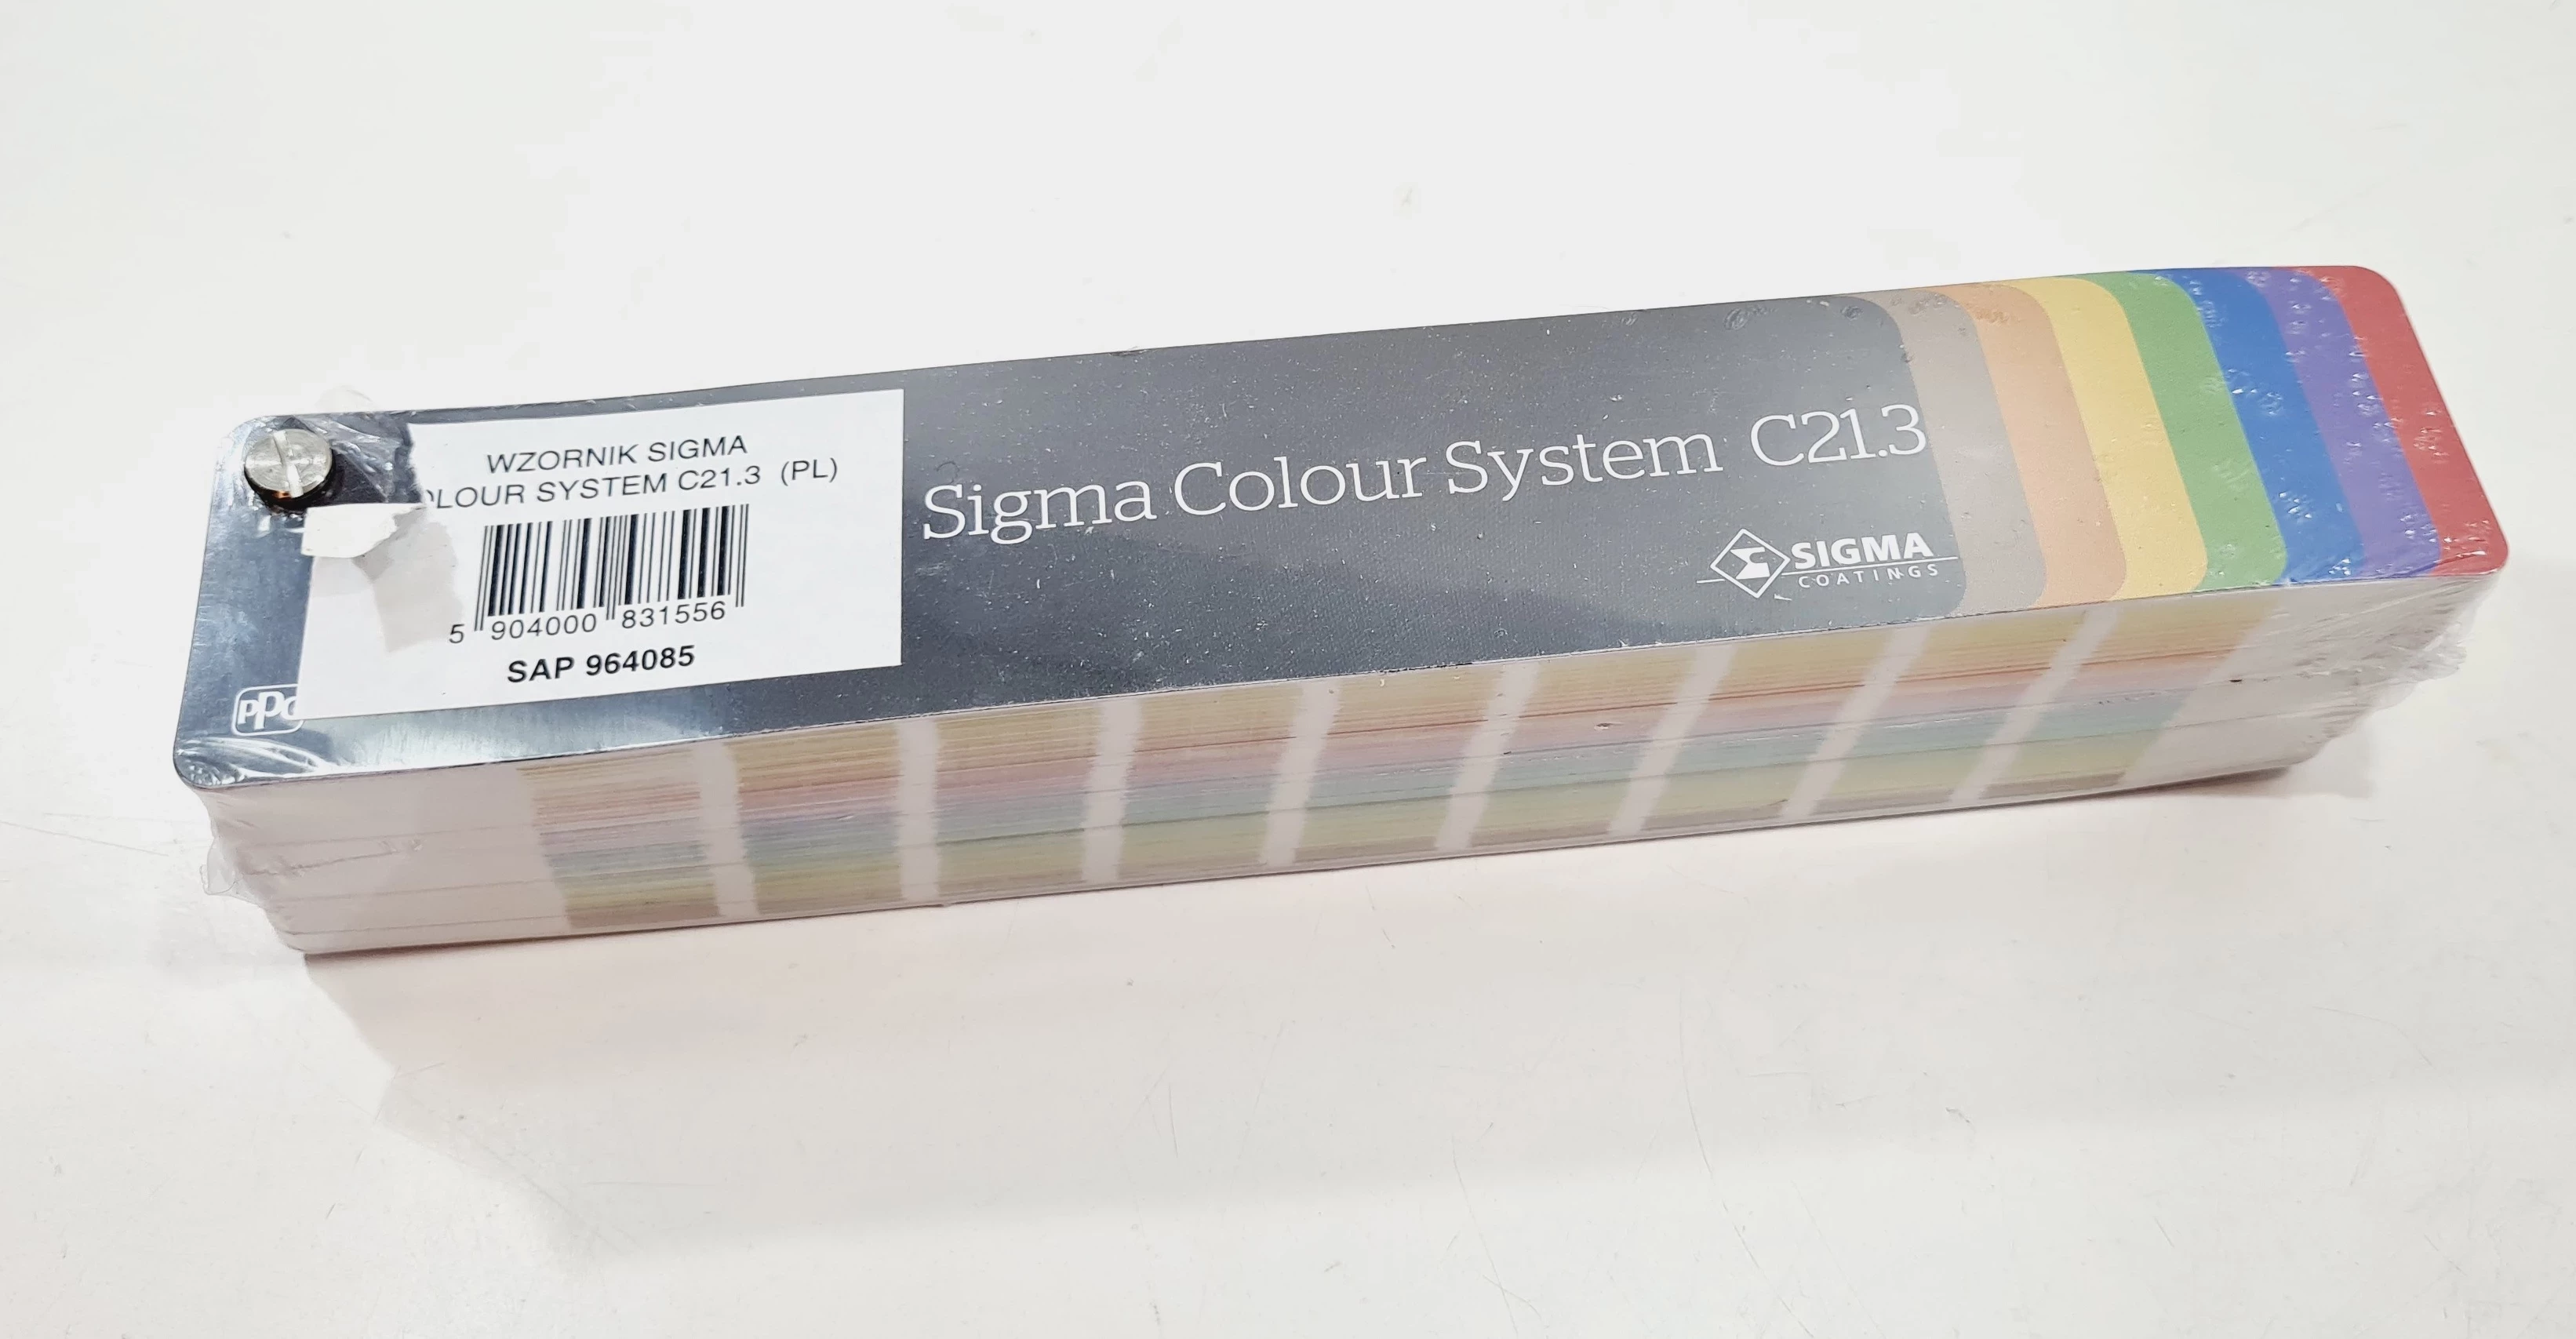 WZORNIK SIGMA
OLOUR SYSTEM C21.3 (PL)
5 904000 831556
SAP 964085
Sigma Colour System C21.3
SIGMA
COATINGS
PPG